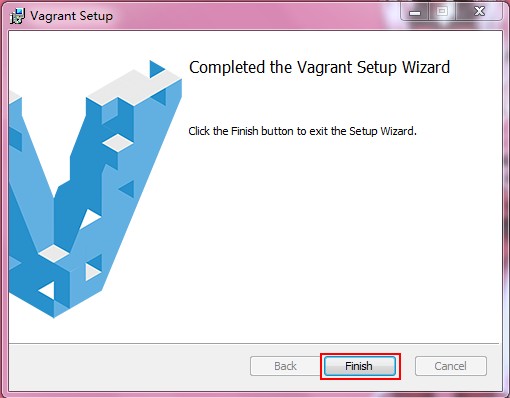 Vagrant Setup
Completed the Vagrant Setup Wizard
Click the Finish button to exit the Setup Wizard.
Back
Finish
Cancel